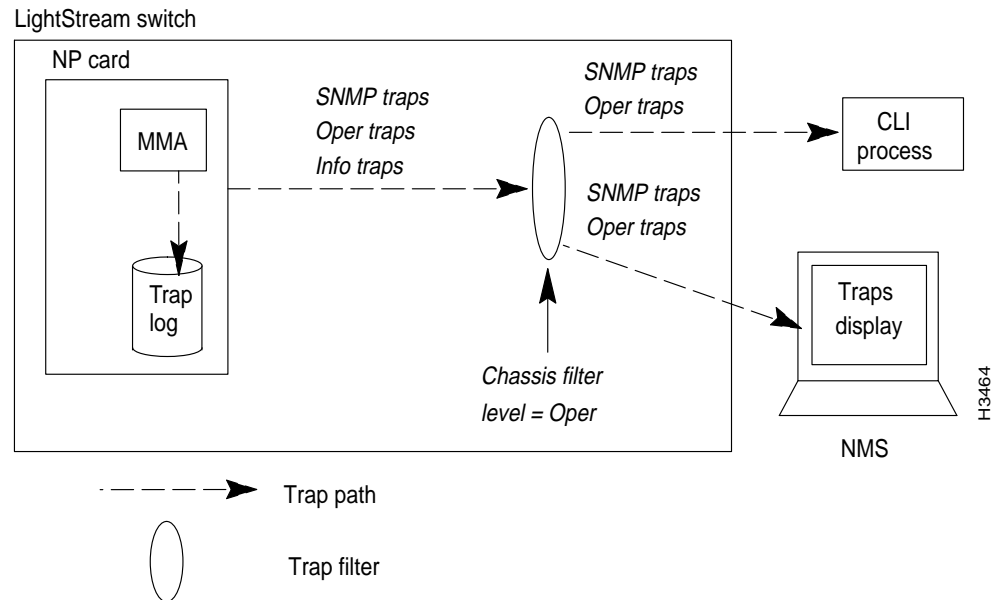 LightStream switch
NP card
MMA
Trap
log
SNMP traps
Oper traps
Info traps
SNMP traps
Oper traps
SNMP traps
Oper traps
Chassis filter
level = Oper
CLI
process
Traps
display
NMS
H3464
Trap path
Trap filter